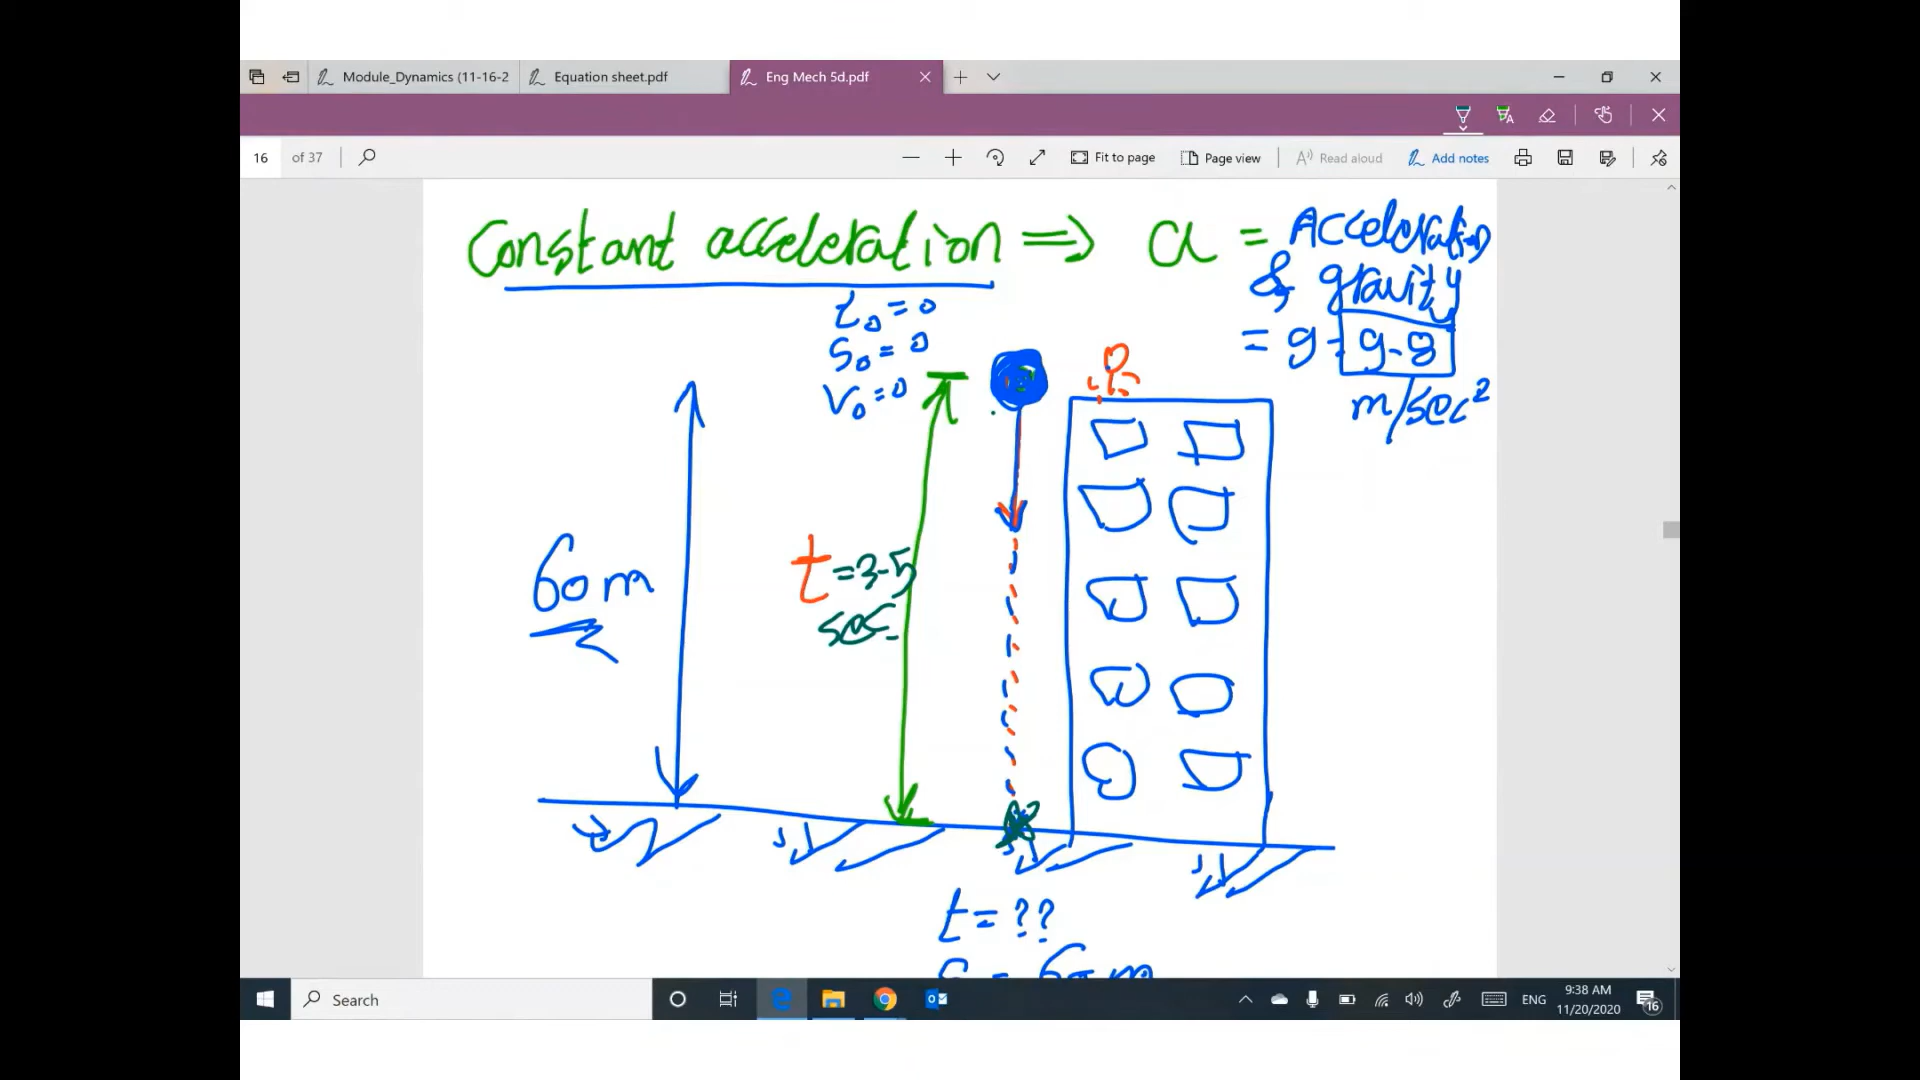 Module_Dynamics (11-16-2
Equation sheet.pdf
Eng Mech 5d.pdf
16 of 37
Fit to page
Page view
Read aloud
Add notes
Constant acceleration ⇒ a = Acceleration
& gravity
= g = 9.8
m/sec²
t₀ = 0
S₀ = 0
V₀ = 0
60 m
t = 3.5
sec
t = ??
S = 60 m
Search
ENG
9:38 AM
11/20/2020
16